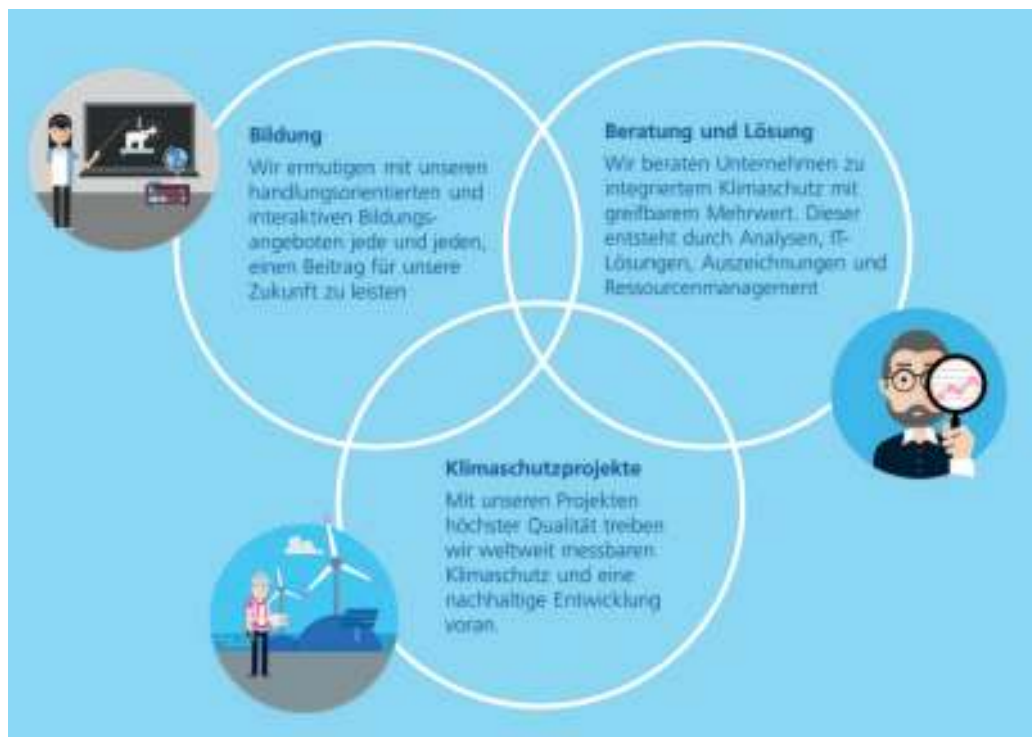 Bildung
Wir ermutigen mit unseren
handlungsorientierten und
interaktiven Bildungs-
angeboten jede und jeden,
einen Beitrag für unsere
Zukunft zu leisten
Beratung und Lösung
Wir beraten Unternehmen zu
integriertem Klimaschutz mit
greifbarem Mehrwert. Dieser
entsteht durch Analysen, IT-
Lösungen, Auszeichnungen und
Ressourcenmanagement
Klimaschutzprojekte
Mit unseren Projekten
höchster Qualität treiben
wir weltweit messbaren
Klimaschutz und eine
nachhaltige Entwicklung
voran.